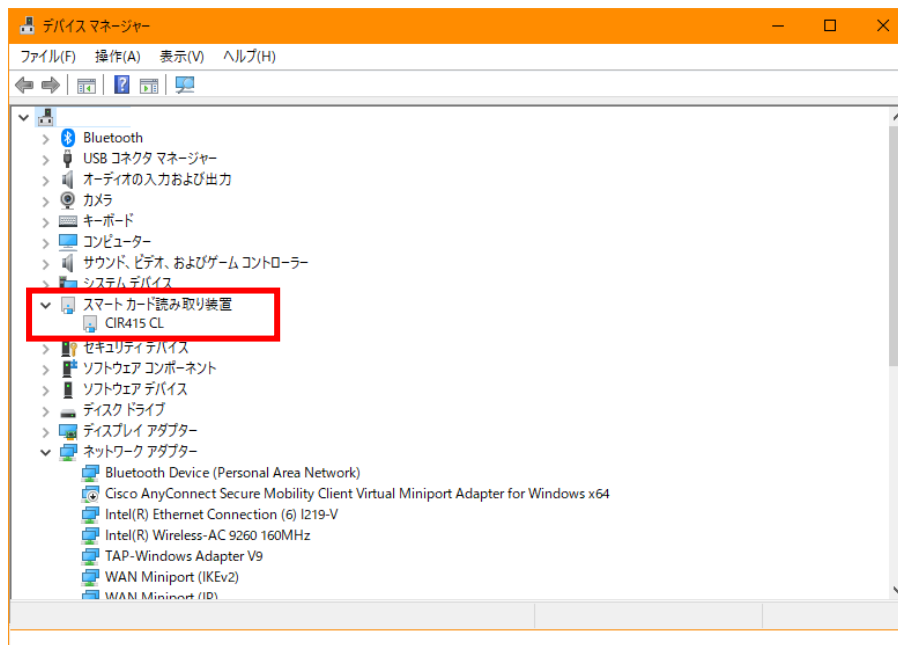 デバイス マネージャー
ファイル(F) 操作(A) 表示(V) ヘルプ(H)
Bluetooth
USB コネクタ マネージャー
オーディオの入力および出力
カメラ
キーボード
コンピューター
サウンド、ビデオ、およびゲーム コントローラー
システム デバイス
スマート カード読み取り装置
CIR415 CL
セキュリティ デバイス
ソフトウェア コンポーネント
ソフトウェア デバイス
ディスク ドライブ
ディスプレイ アダプター
ネットワーク アダプター
Bluetooth Device (Personal Area Network)
Cisco AnyConnect Secure Mobility Client Virtual Miniport Adapter for Windows x64
Intel(R) Ethernet Connection (6) I219-V
Intel(R) Wireless-AC 9260 160MHz
TAP-Windows Adapter V9
WAN Miniport (IKEv2)
WAN Miniport (IP)